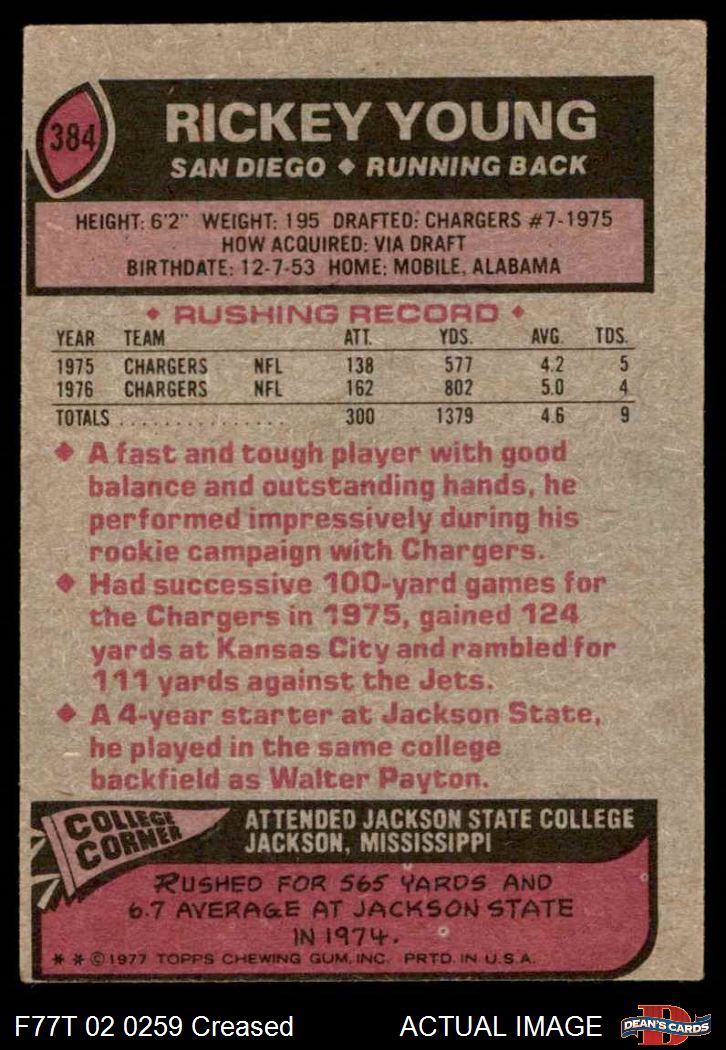 384
RICKEY YOUNG
SAN DIEGO ◆ RUNNING BACK
HEIGHT: 6'2" WEIGHT: 195 DRAFTED: CHARGERS #7-1975
HOW ACQUIRED: VIA DRAFT
BIRTHDATE: 12-7-53 HOME: MOBILE, ALABAMA
◆ RUSHING RECORD ◆
YEAR TEAM ATT. YDS. AVG. TDS.
1975 CHARGERS NFL 138 577 4.2 5
1976 CHARGERS NFL 162 802 5.0 4
TOTALS . . . . . . . . . . . . . . . 300 1379 4.6 9
◆ A fast and tough player with good
balance and outstanding hands, he
performed impressively during his
rookie campaign with Chargers.
◆ Had successive 100-yard games for
the Chargers in 1975, gained 124
yards at Kansas City and rambled for
111 yards against the Jets.
◆ A 4-year starter at Jackson State,
he played in the same college
backfield as Walter Payton.
COLLEGE
CORNER
ATTENDED JACKSON STATE COLLEGE
JACKSON, MISSISSIPPI
RUSHED FOR 565 YARDS AND
6.7 AVERAGE AT JACKSON STATE
IN 1974.
* * ©1977 TOPPS CHEWING GUM, INC. PRTD. IN U.S.A.
F77T 02 0259 Creased
ACTUAL IMAGE
D
DEAN'S CARDS